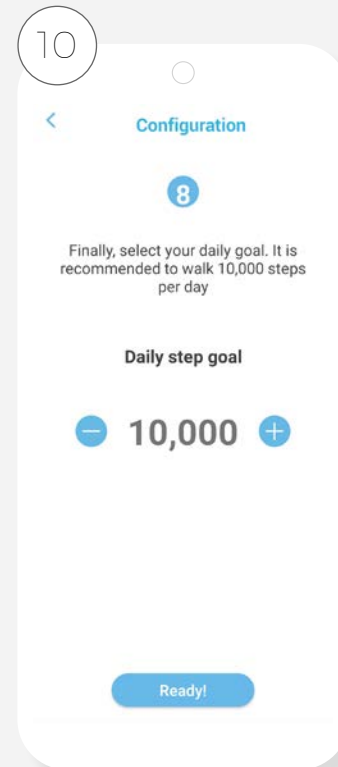 10
Configuration
8
Finally, select your daily goal. It is
recommended to walk 10,000 steps
per day
Daily step goal
10,000
Ready!